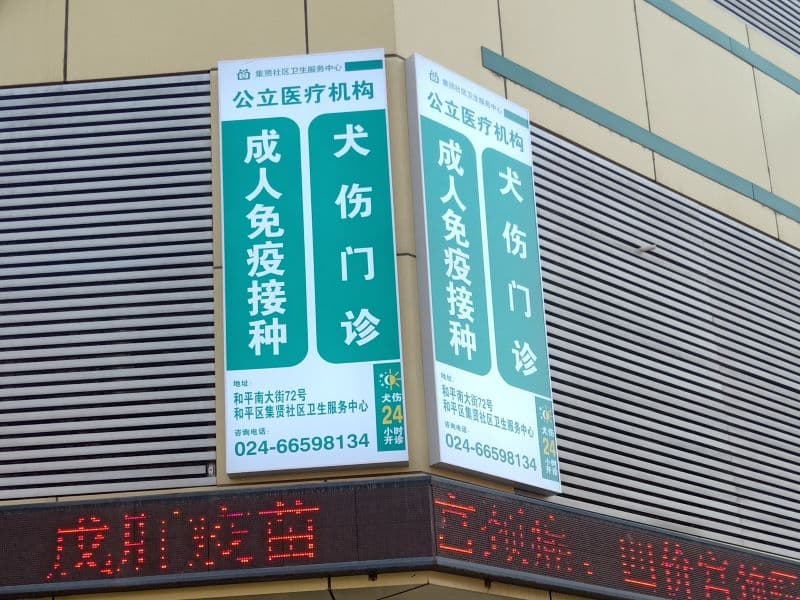 集贤社区卫生服务中心
公立医疗机构
犬伤门诊
成人免疫接种
地址:
和平南大街72号
和平区集贤社区卫生服务中心
咨询电话:
024-66598134
犬伤
24
小时
开诊
集贤社区卫生服务中心
公立医疗机构
犬伤门诊
成人免疫接种
地址:
和平南大街72号
和平区集贤社区卫生服务中心
咨询电话:
024-66598134
犬伤
24
小时
开诊
疫苗
四价宫